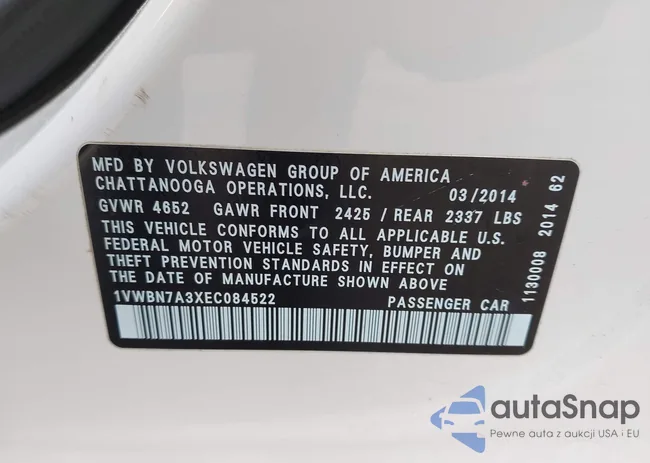 MFD BY VOLKSWAGEN GROUP OF AMERICA
CHATTANOOGA OPERATIONS, LLC. 03/2014
GVWR 4652 GAWR FRONT 2425 / REAR 2337 LBS
THIS VEHICLE CONFORMS TO ALL APPLICABLE U.S.
FEDERAL MOTOR VEHICLE SAFETY, BUMPER AND
THEFT PREVENTION STANDARDS IN EFFECT ON
THE DATE OF MANUFACTURE SHOWN ABOVE
1VWBN7A3XEC084522 PASSENGER CAR
1130008 2014 62
autaSnap
Pewne auta z aukcji USA i EU